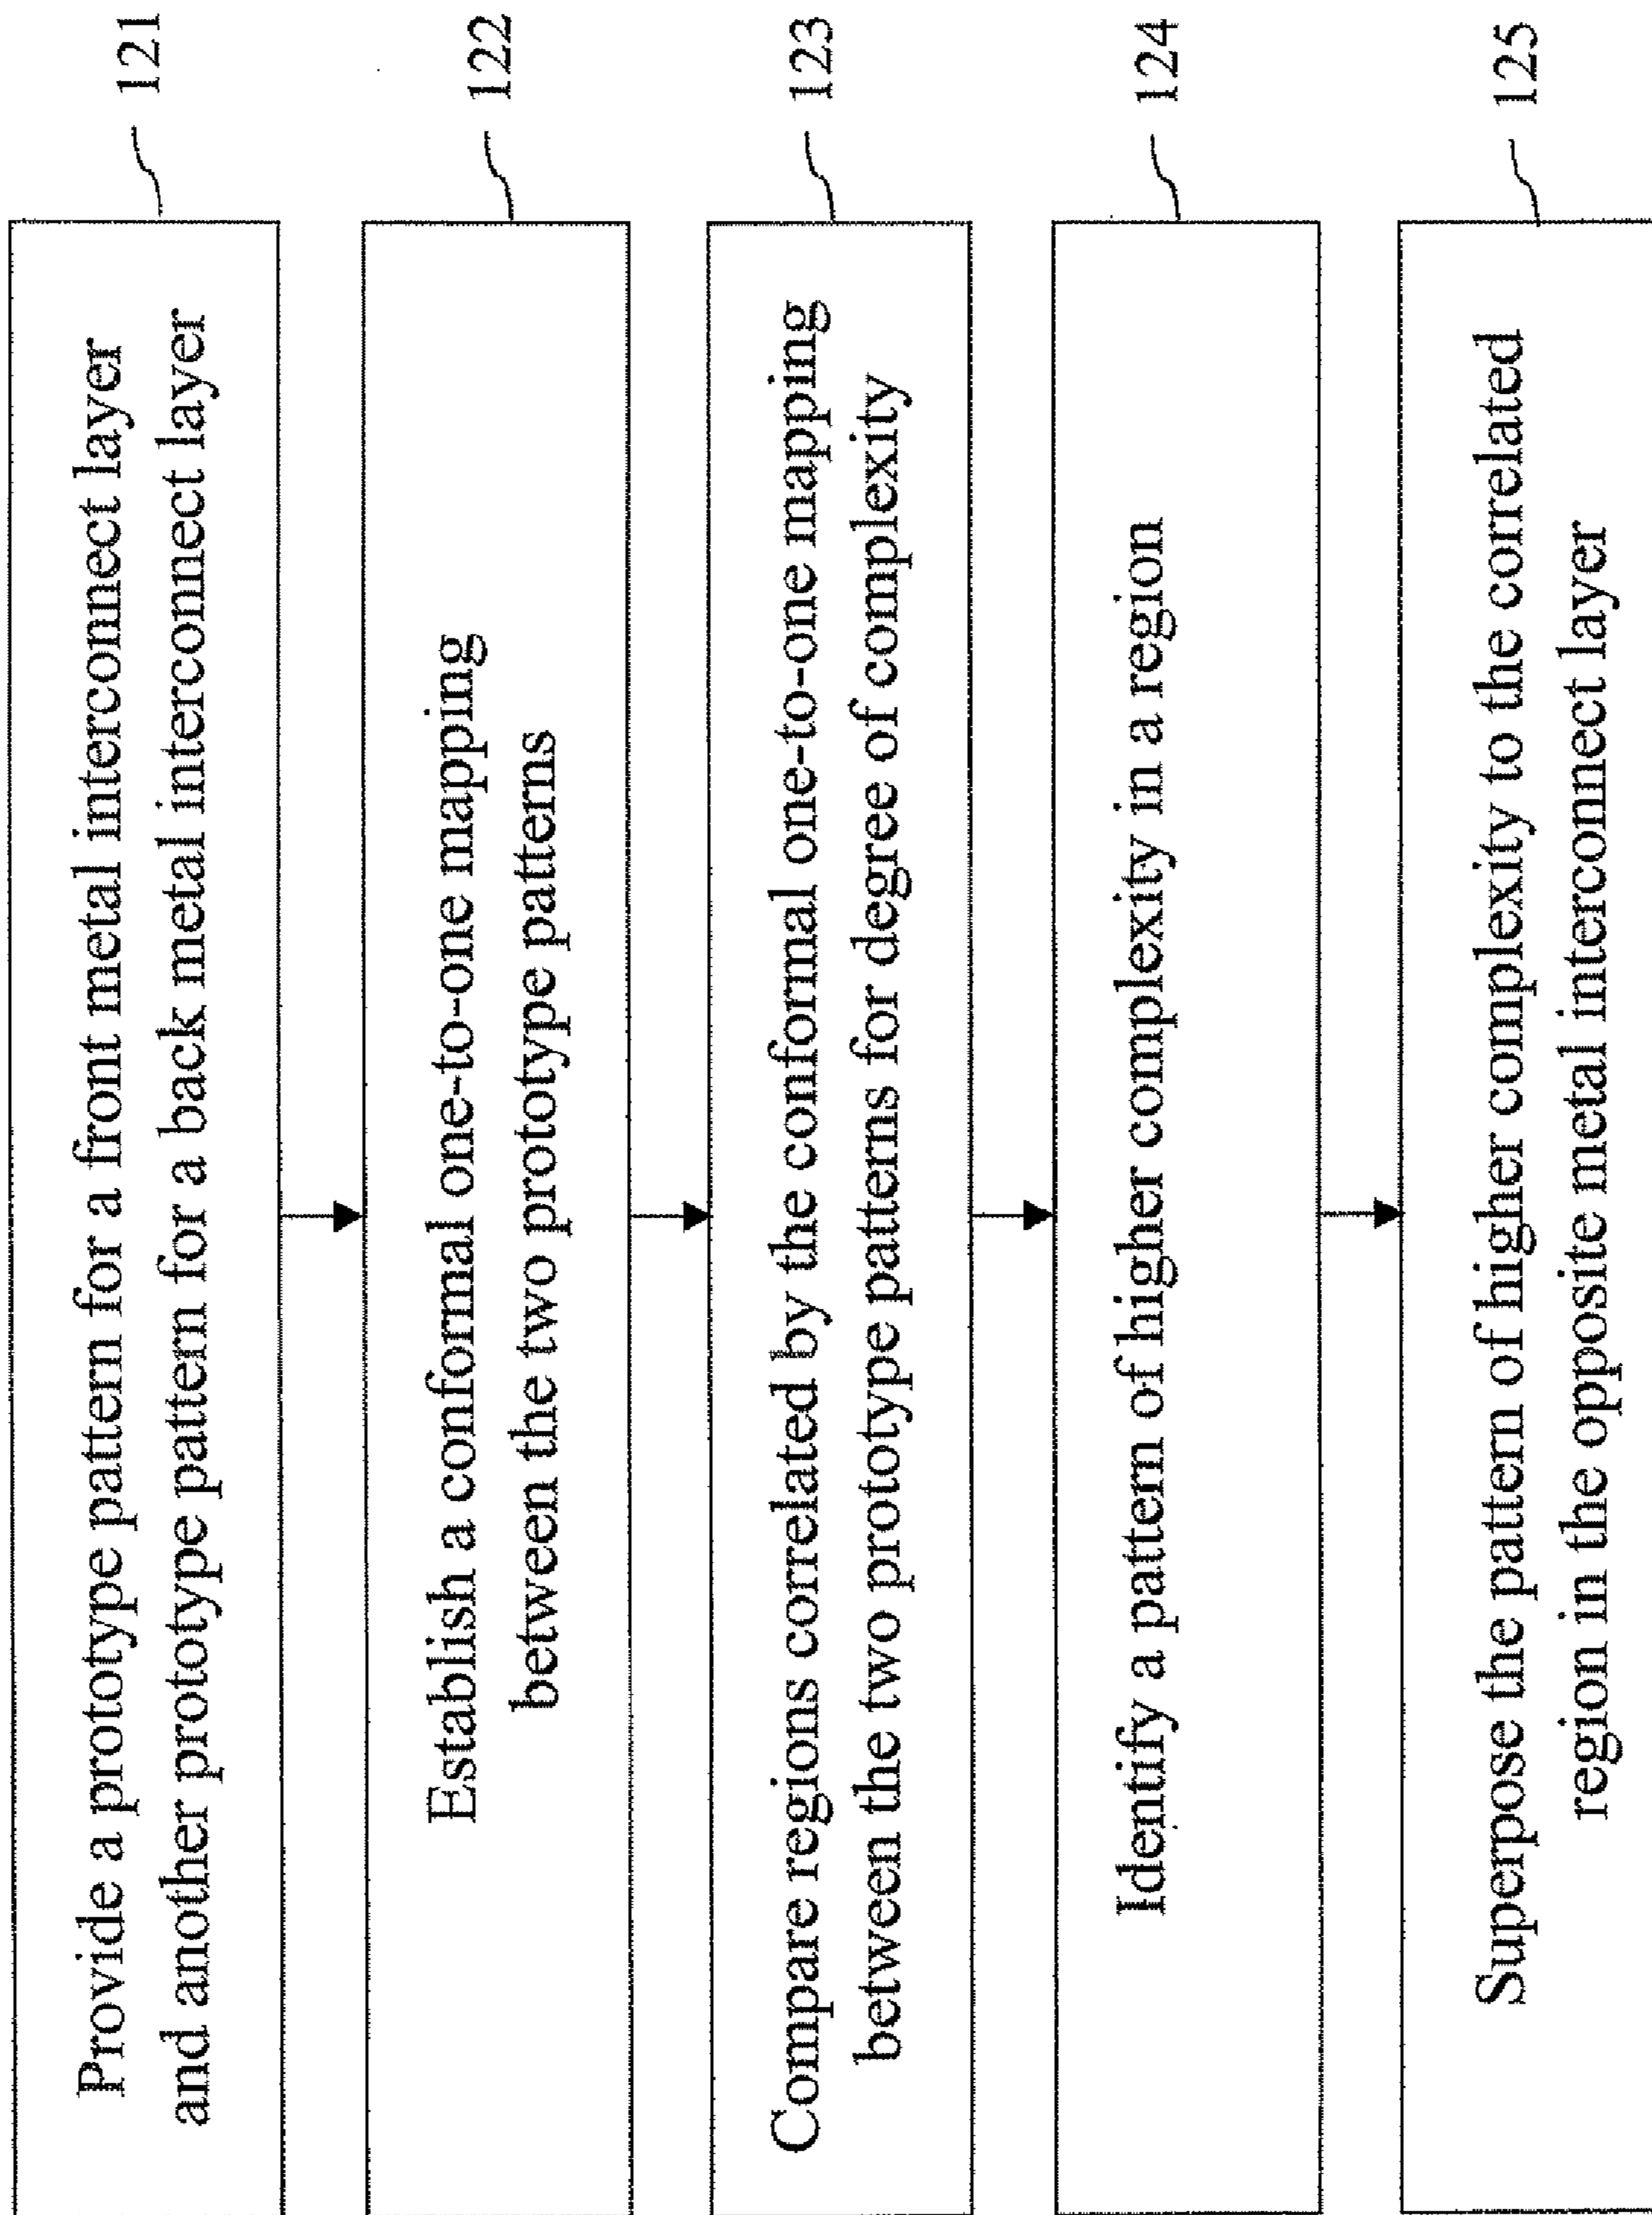 Provide a prototype pattern for a front metal interconnect layer
and another prototype pattern for a back metal interconnect layer
121
Establish a conformal one-to-one mapping
between the two prototype patterns
122
Compare regions correlated by the conformal one-to-one mapping
between the two prototype patterns for degree of complexity
123
Identify a pattern of higher complexity in a region
124
Superpose the pattern of higher complexity to the correlated
region in the opposite metal interconnect layer
125